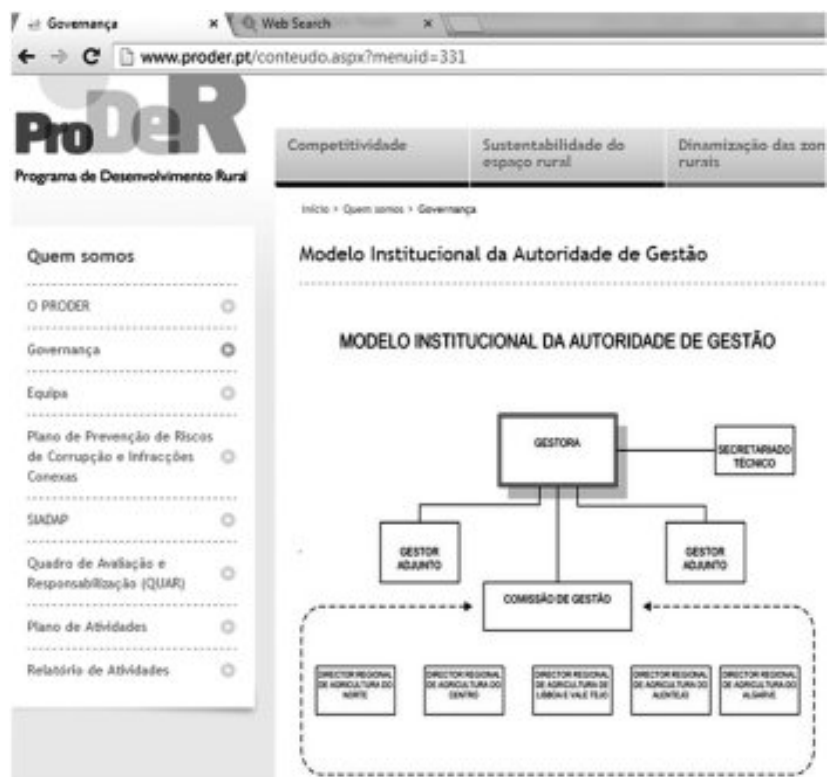 Governança
Web Search
www.proder.pt/conteudo.aspx?menuid=331
ProDeR
Programa de Desenvolvimento Rural
Competitividade
Sustentabilidade do
espaço rural
Dinamização das zon
rurais
Início > Quem somos > Governança
Quem somos
O PRODER
Governança
Equipa
Plano de Prevenção de Riscos
de Corrupção e Infracções
Conexas
SIADAP
Quadro de Avaliação e
Responsabilização (QUAR)
Plano de Atividades
Relatório de Atividades
Modelo Institucional da Autoridade de Gestão
MODELO INSTITUCIONAL DA AUTORIDADE DE GESTÃO
GESTORA
SECRETARIADO
TÉCNICO
GESTOR
ADJUNTO
GESTOR
ADJUNTO
COMISSÃO DE GESTÃO
DIRECTOR REGIONAL
DE AGRICULTURA DO
NORTE
DIRECTOR REGIONAL
DE AGRICULTURA DO
CENTRO
DIRECTOR REGIONAL
DE AGRICULTURA DE
LISBOA E VALE TEJO
DIRECTOR REGIONAL
DE AGRICULTURA DO
ALENTEJO
DIRECTOR REGIONAL
DE AGRICULTURA DO
ALGARVE